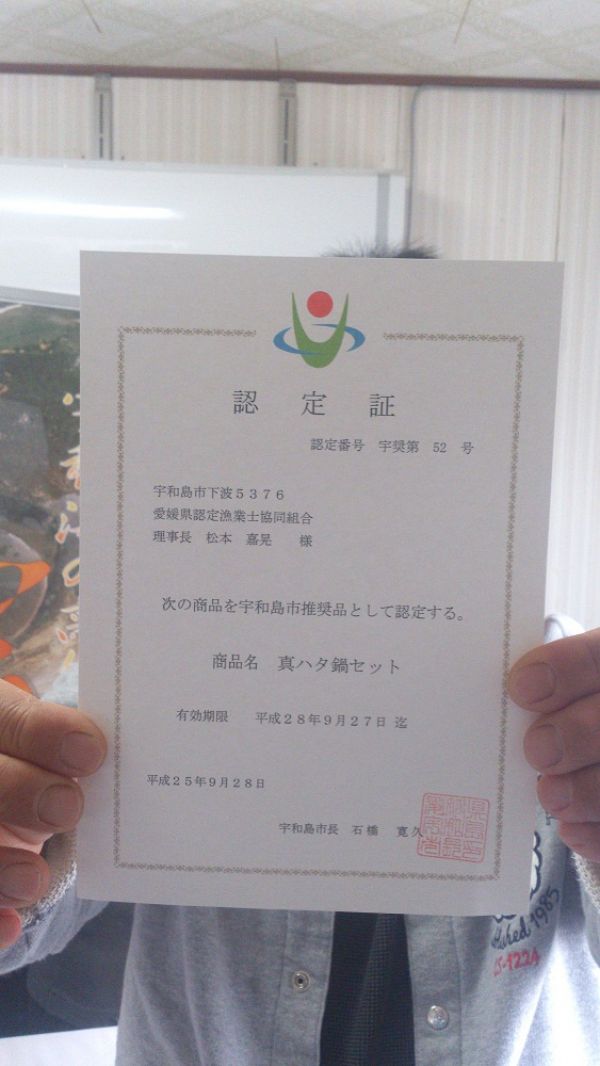 認定証
認定番号 宇奨第 52 号
宇和島市下波5376
愛媛県認定漁業士協同組合
理事長 松本 嘉晃 様
次の商品を宇和島市推奨品として認定する。
商品名 真ハタ鍋セット
有効期限 平成28年9月27日 迄
平成25年9月28日
宇和島市長 石橋 寛久
1985